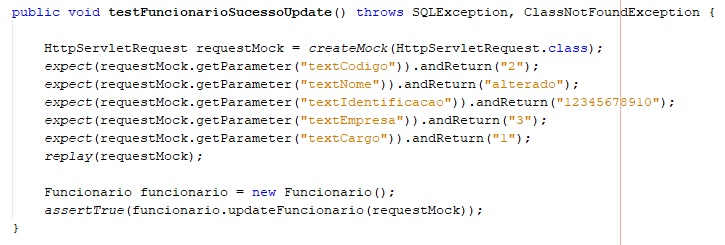 public void testFuncionarioSucessoUpdate() throws SQLException, ClassNotFoundException {
HttpServletRequest requestMock = createMock(HttpServletRequest.class);
expect(requestMock.getParameter("textCodigo")).andReturn("2");
expect(requestMock.getParameter("textNome")).andReturn("alterado");
expect(requestMock.getParameter("textIdentificacao")).andReturn("12345678910");
expect(requestMock.getParameter("textEmpresa")).andReturn("3");
expect(requestMock.getParameter("textCargo")).andReturn("1");
replay(requestMock);
Funcionario funcionario = new Funcionario();
assertTrue(funcionario.updateFuncionario(requestMock));
}